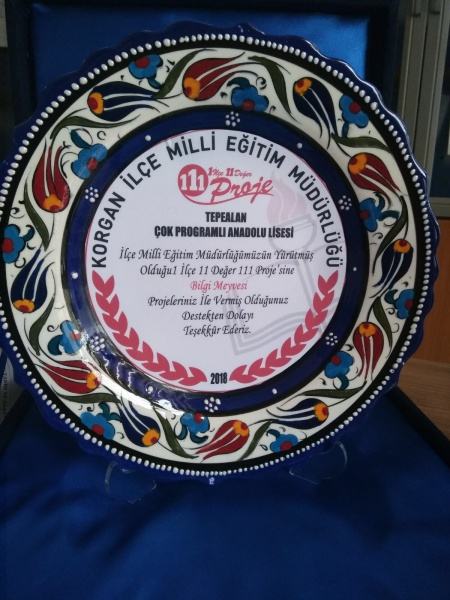 KORGAN İLÇE MİLLİ EĞİTİM MÜDÜRLÜĞÜ
1 İlçe 11 Değer
111 Proje
TEPEALAN
ÇOK PROGRAMLI ANADOLU LİSESİ
İlçe Milli Eğitim Müdürlüğümüzün Yürütmüş
Olduğu1 İlçe 11 Değer 111 Proje'sine
Bilgi Meyvesi
Projeleriniz İle Vermiş Olduğunuz
Destekten Dolayı
Teşekkür Ederiz.
2018